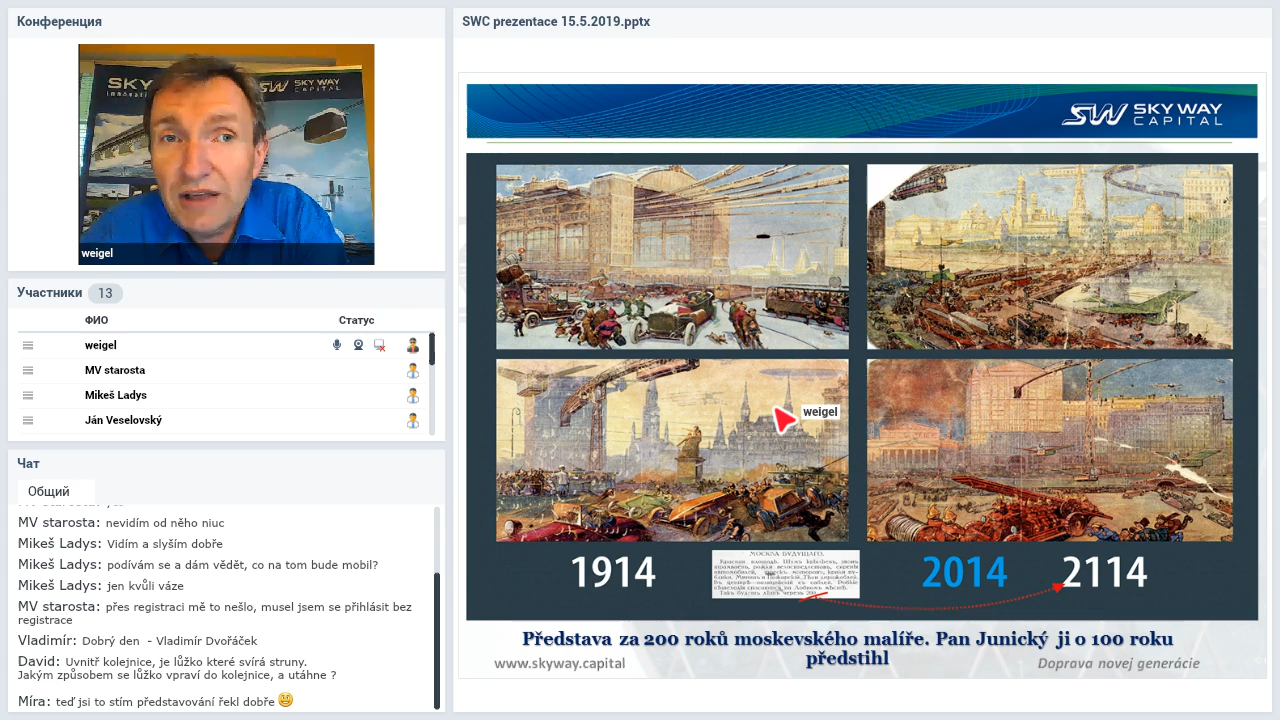 Конференция
SKY
innovati
SW SKY WAY
CAPITAL
weigel
Участники 13
ФИО Статус
weigel
MV starosta
Mikeš Ladys
Ján Veselovský
Чат
Общий
MV starosta: nevidím od něho niuc
Mikeš Ladys: Vidím a slyším dobře
Mikeš Ladys: podívám se a dám vědět, co na tom bude mobil?
Mikeš Ladys: jen kvůli káze
MV starosta: přes registraci mě to nešlo, musel jsem se přihlásit bez
registrace
Vladimír: Dobrý den - Vladimír Dvořáček
David: Uvnitř kolejnice, je lůžko které svírá struny.
Jakým způsobem se lůžko vpraví do kolejnice, a utáhne ?
Míra: teď jsi to stím představování řekl dobře
SWC prezentace 15.5.2019.pptx
SW SKY WAY
CAPITAL
weigel
1914
МОСКВА БУДУЩАГО.
2014 2114
Představa za 200 roků moskevského malíře. Pan Junický ji o 100 roku
předstihl
www.skyway.capital
Doprava novej generácie